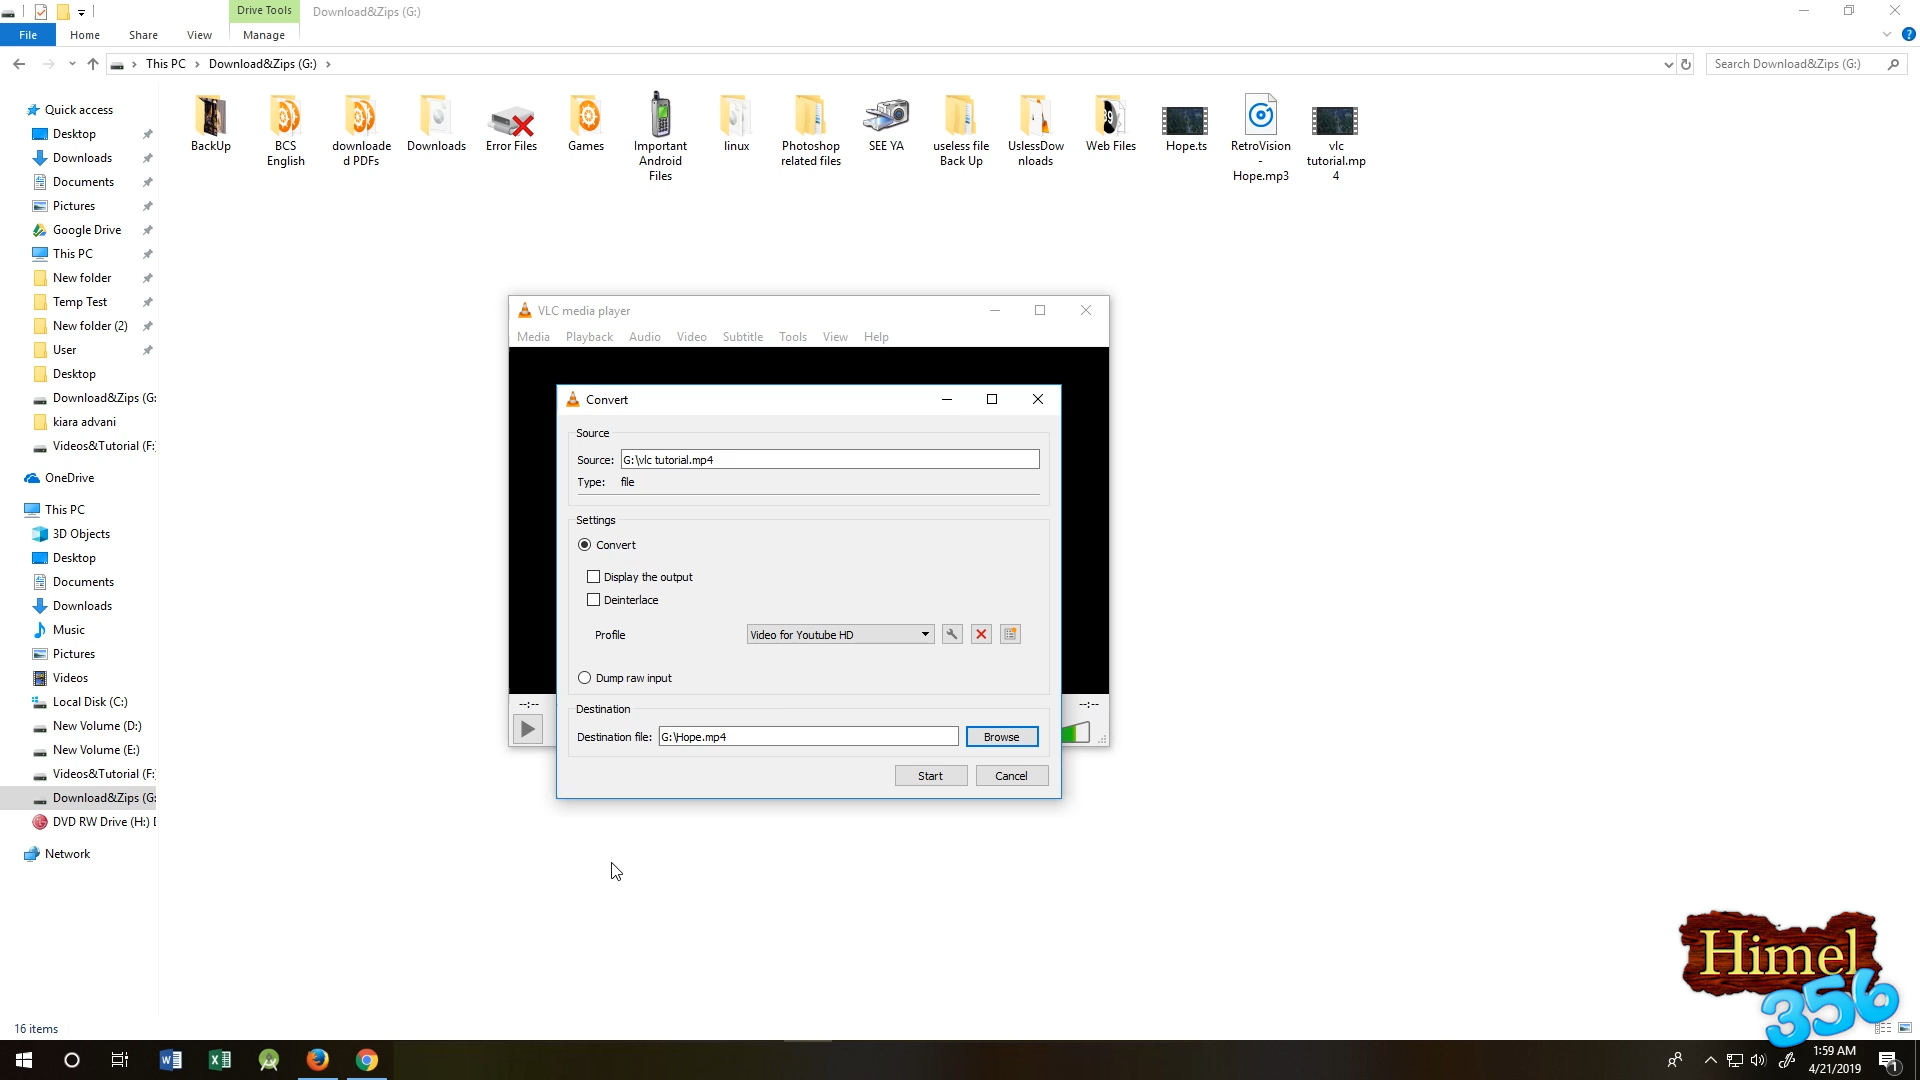 Drive Tools
Download&Zips (G:)
File
Home
Share
View
Manage
This PC
Download&Zips (G:)
Search Download&Zips (G:)
Quick access
Desktop
Downloads
Documents
Pictures
Google Drive
This PC
New folder
Temp Test
New folder (2)
User
Desktop
Download&Zips (G:
kiara advani
Videos&Tutorial (F:
OneDrive
This PC
3D Objects
Desktop
Documents
Downloads
Music
Pictures
Videos
Local Disk (C:)
New Volume (D:)
New Volume (E:)
Videos&Tutorial (F:
Download&Zips (G:
DVD RW Drive (H:)
Network
BackUp
BCS
English
downloade
d PDFs
Downloads
Error Files
Games
Important
Android
Files
linux
Photoshop
related files
SEE YA
useless file
Back Up
UslessDow
nloads
Web Files
Hope.ts
RetroVision
-
Hope.mp3
vlc
tutorial.mp
4
VLC media player
Media
Playback
Audio
Video
Subtitle
Tools
View
Help
Convert
Source
Source: G:\vlc tutorial.mp4
Type: file
Settings
Convert
Display the output
Deinterlace
Profile
Video for Youtube HD
Dump raw input
--:--
--:--
Destination
Destination file: G:\Hope.mp4
Browse
Start
Cancel
Himel
356
16 items
1:59 AM
4/21/2019
1